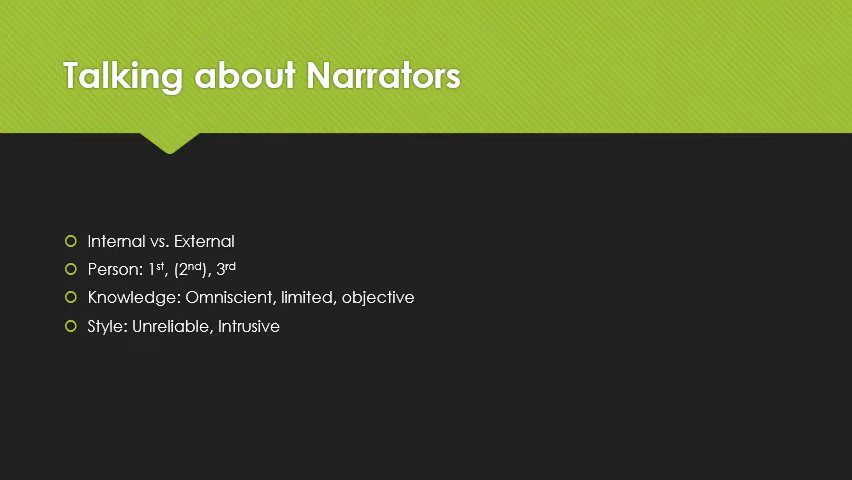 Talking about Narrators
Internal vs. External
Person: 1st, (2nd), 3rd
Knowledge: Omniscient, limited, objective
Style: Unreliable, Intrusive